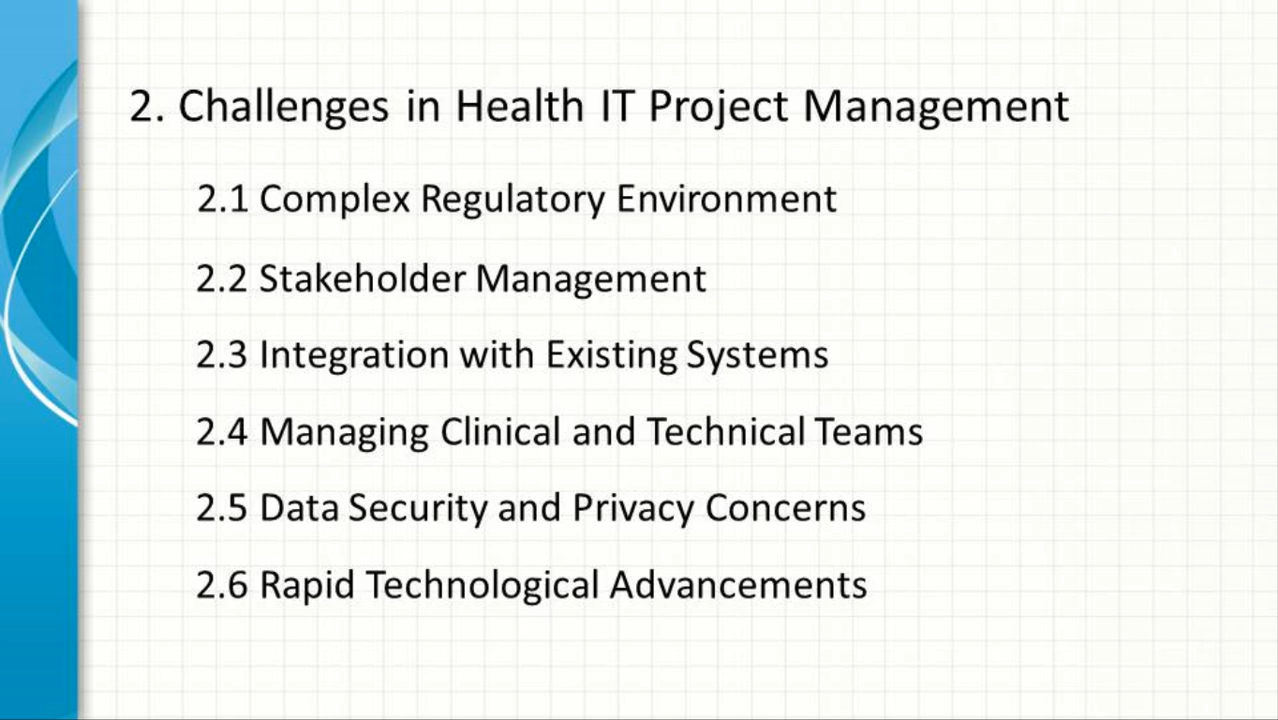 2. Challenges in Health IT Project Management
2.1 Complex Regulatory Environment
2.2 Stakeholder Management
2.3 Integration with Existing Systems
2.4 Managing Clinical and Technical Teams
2.5 Data Security and Privacy Concerns
2.6 Rapid Technological Advancements